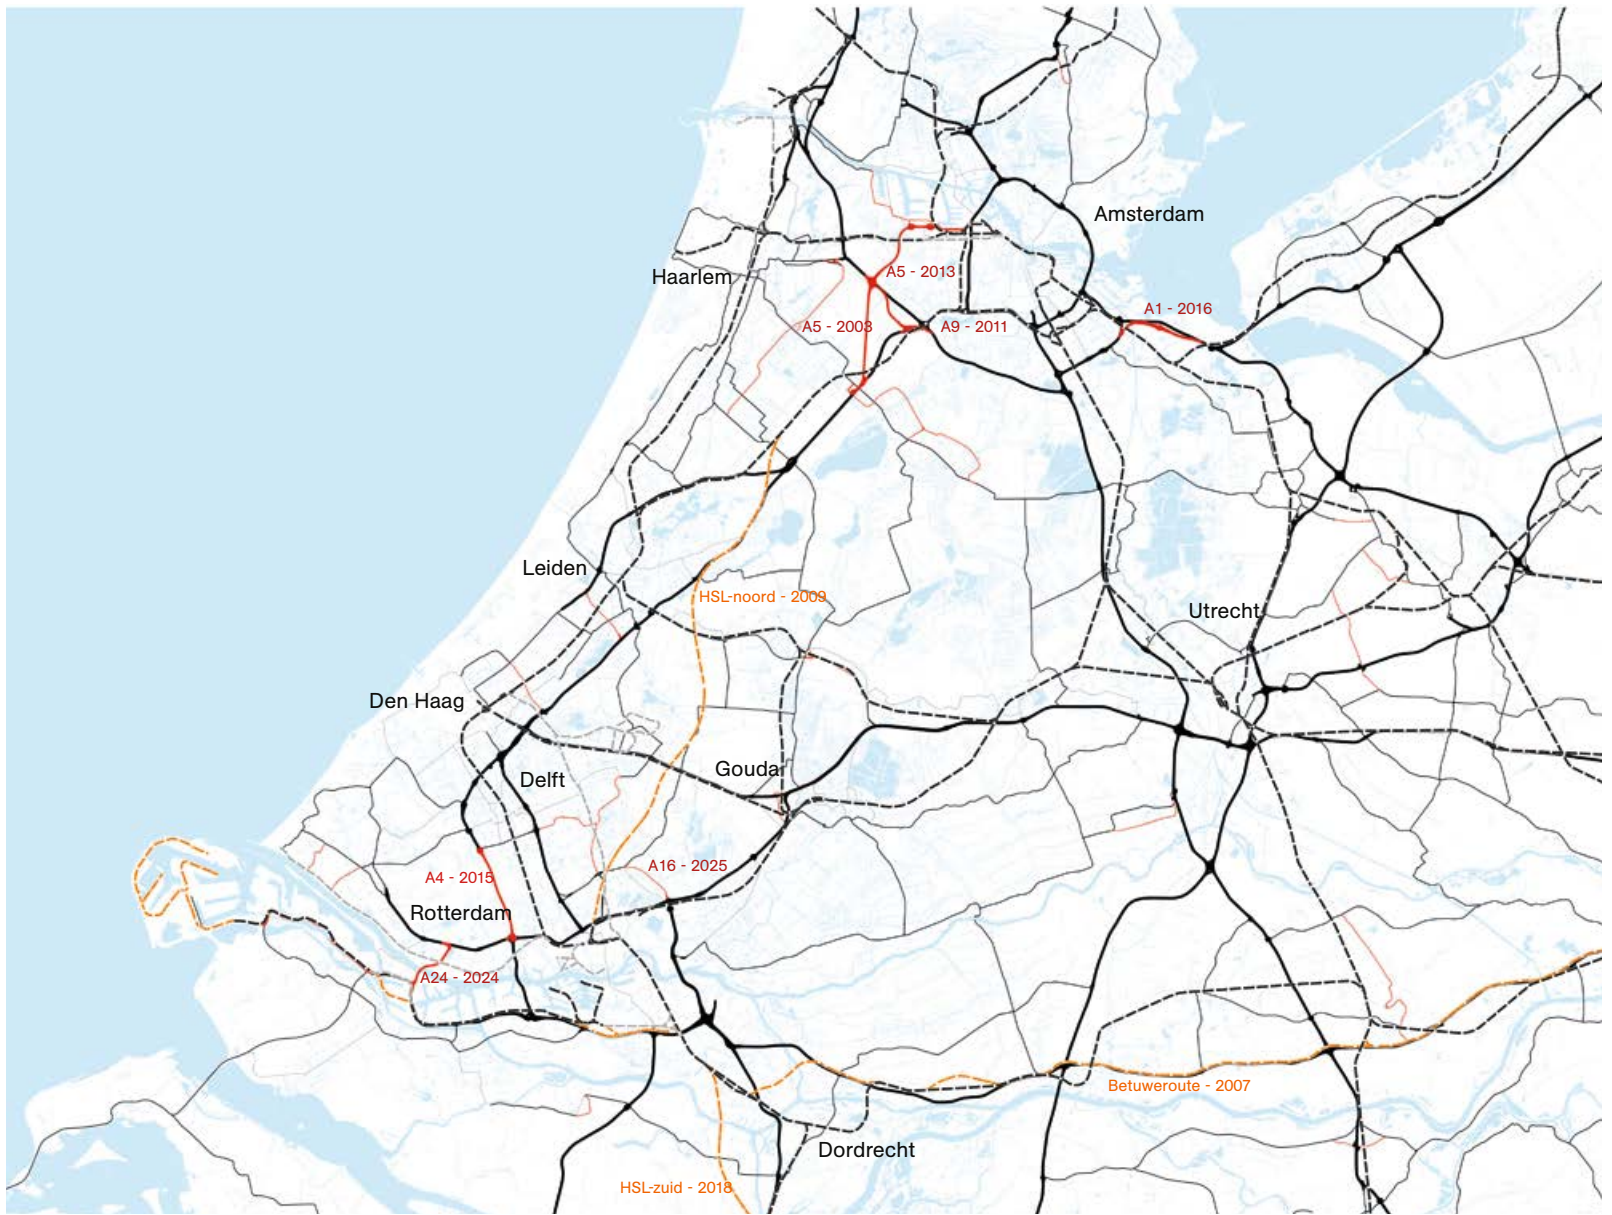 Amsterdam
Haarlem
A5 - 2013
A1 - 2016
A5 - 2003
A9 - 2011
Leiden
HSL-noord - 2009
Utrecht
Den Haag
Gouda
Delft
A16 - 2025
A4 - 2015
Rotterdam
A24 - 2024
Betuweroute - 2007
Dordrecht
HSL-zuid - 2018